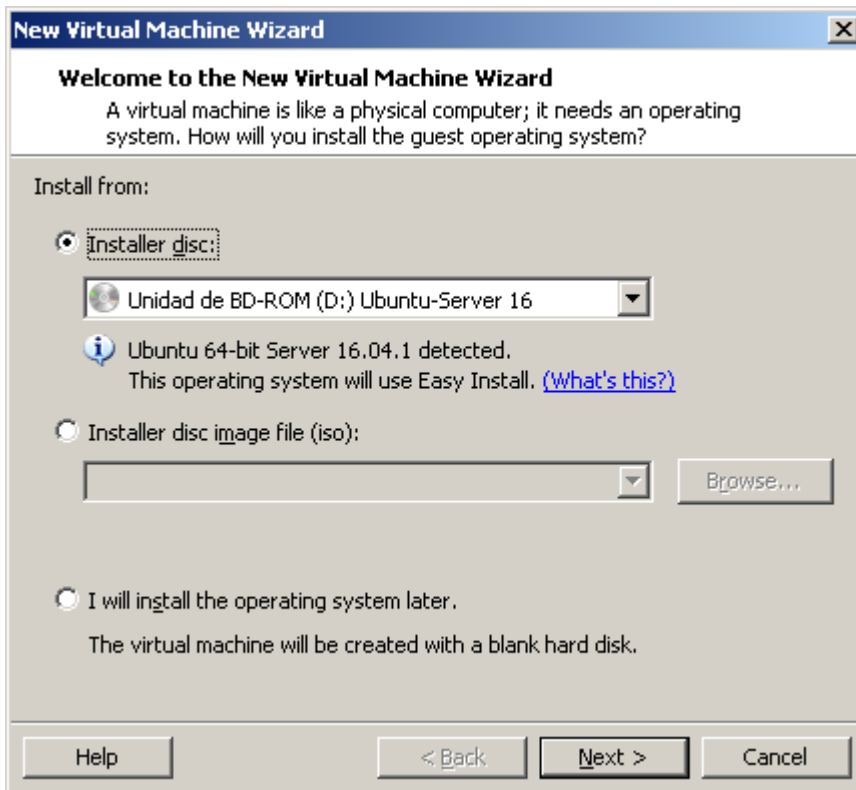 New Virtual Machine Wizard
Welcome to the New Virtual Machine Wizard
A virtual machine is like a physical computer; it needs an operating
system. How will you install the guest operating system?
Install from:
Installer disc:
Unidad de BD-ROM (D:) Ubuntu-Server 16
Ubuntu 64-bit Server 16.04.1 detected.
This operating system will use Easy Install. (What's this?)
Installer disc image file (iso):
Browse...
I will install the operating system later.
The virtual machine will be created with a blank hard disk.
Help < Back Next > Cancel